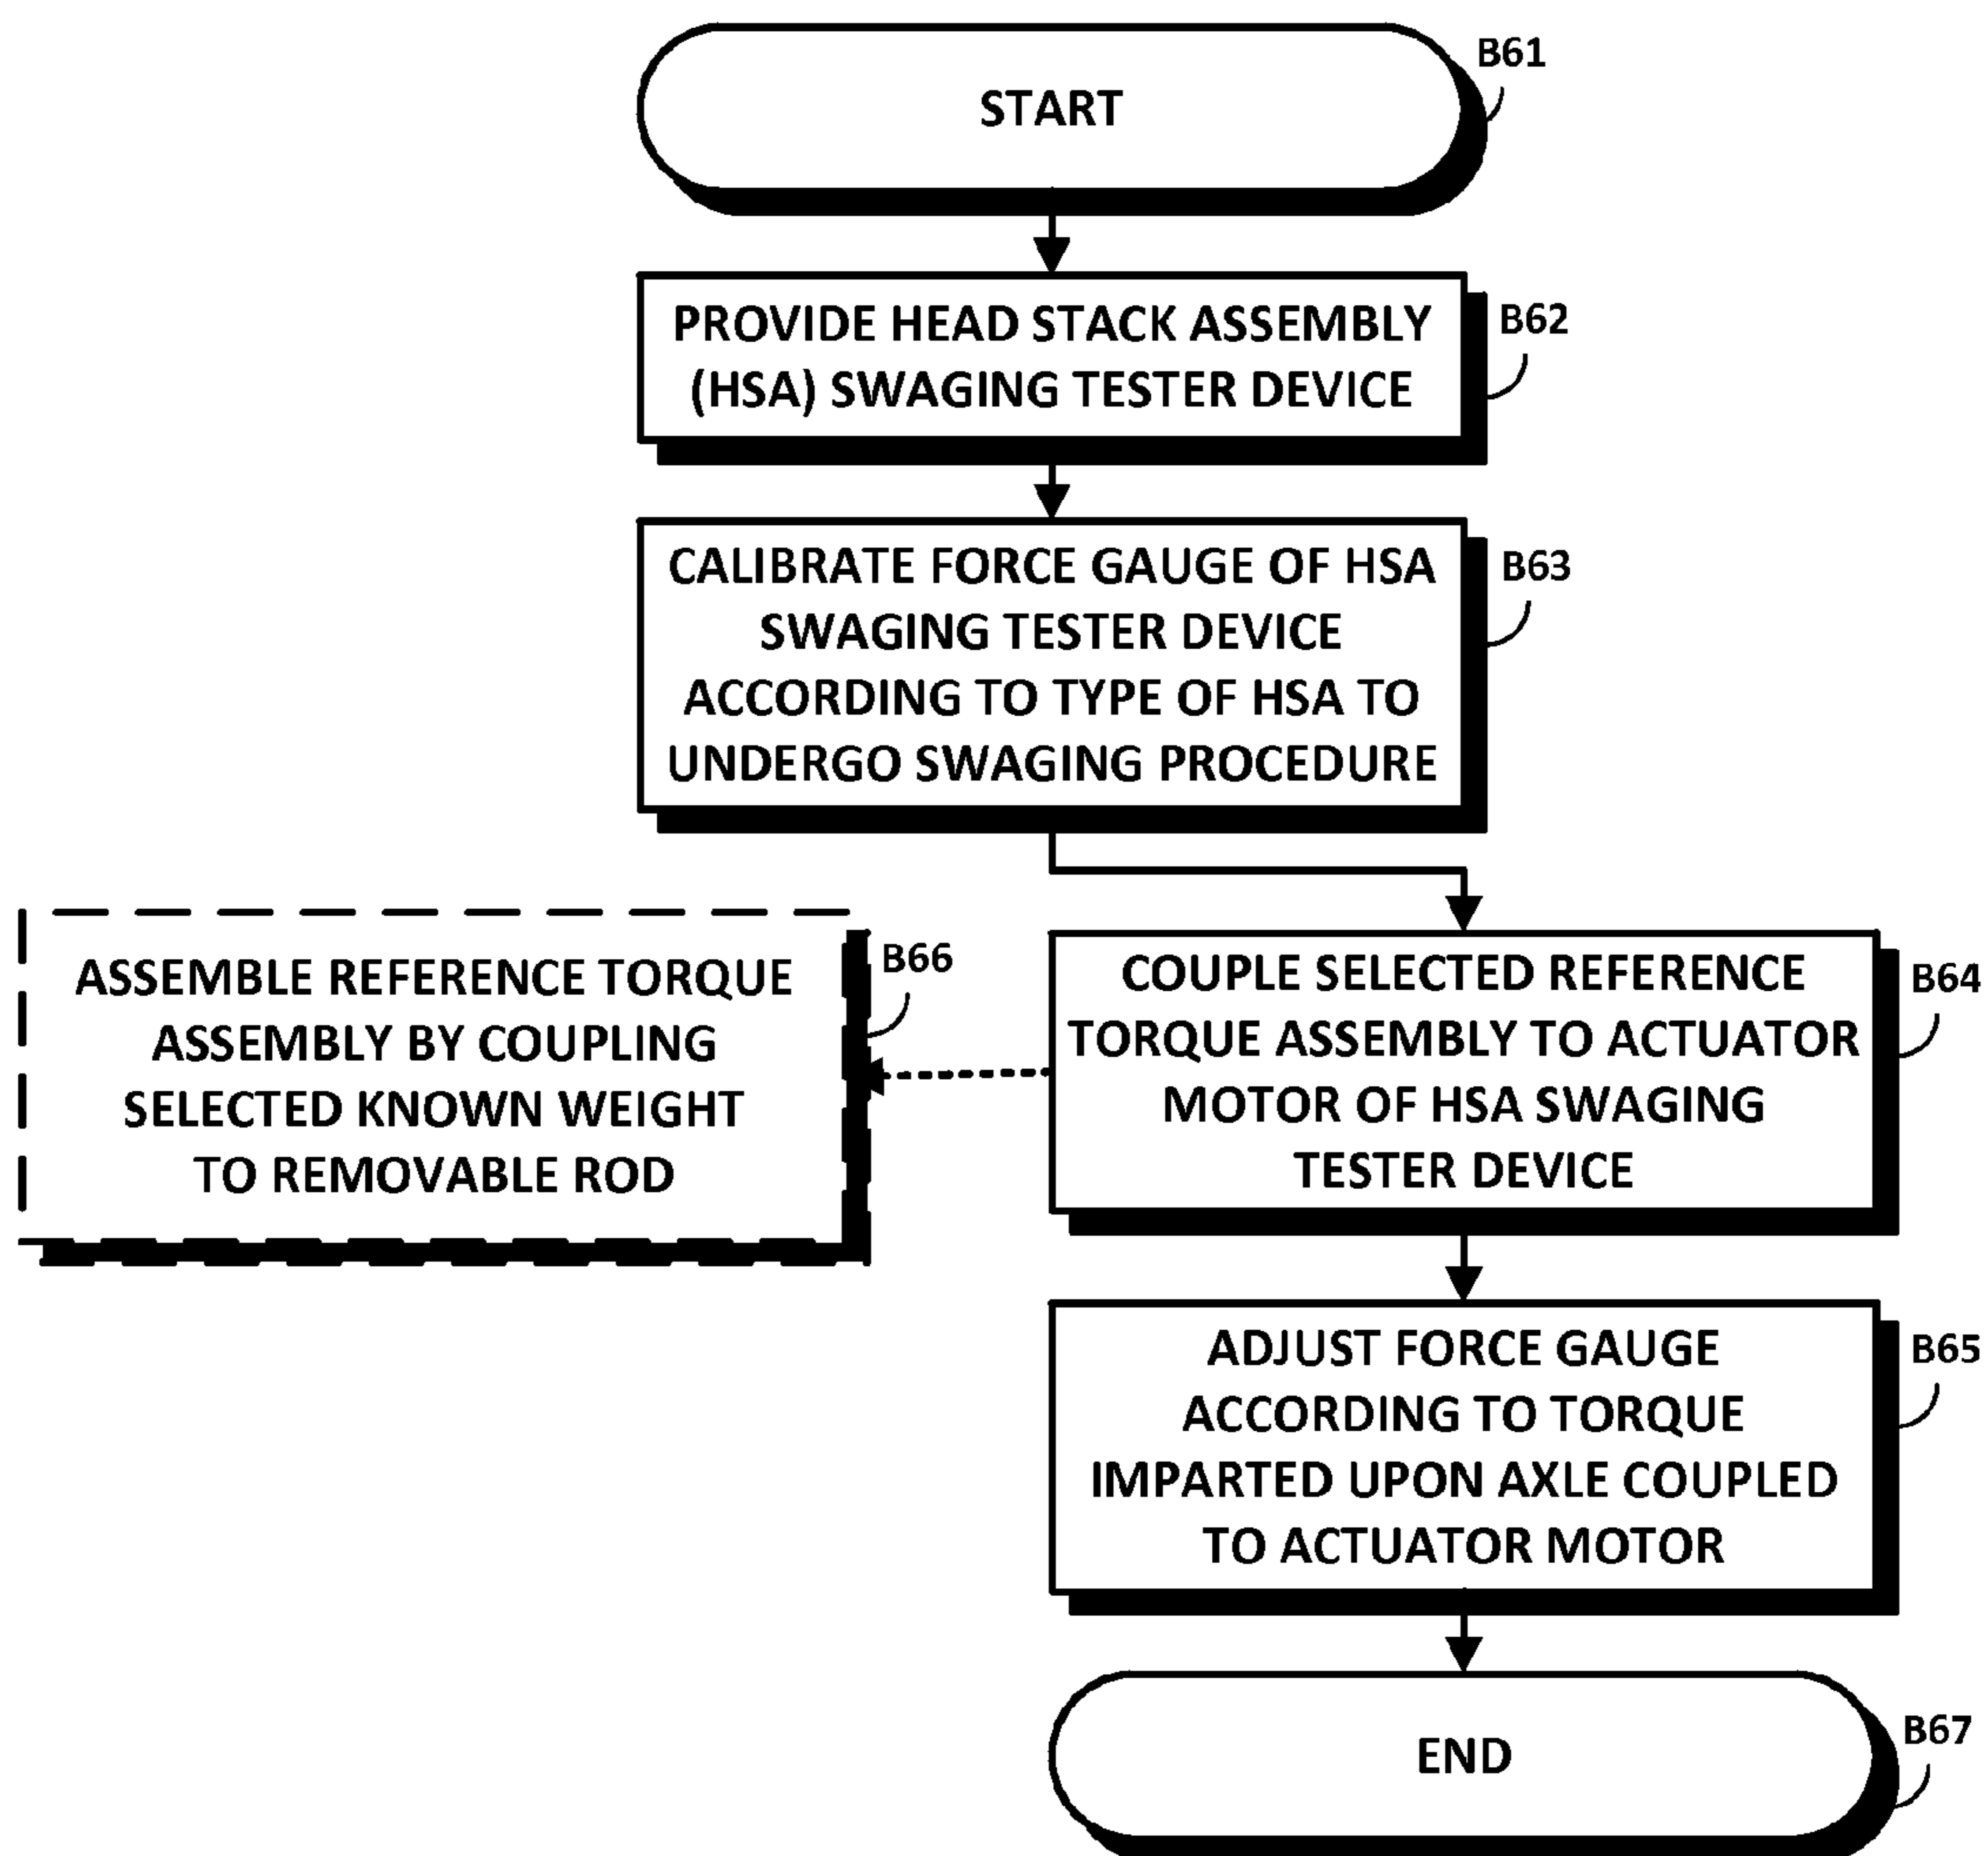 START
B61
PROVIDE HEAD STACK ASSEMBLY
(HSA) SWAGING TESTER DEVICE
B62
CALIBRATE FORCE GAUGE OF HSA
SWAGING TESTER DEVICE
ACCORDING TO TYPE OF HSA TO
UNDERGO SWAGING PROCEDURE
B63
ASSEMBLE REFERENCE TORQUE
ASSEMBLY BY COUPLING
SELECTED KNOWN WEIGHT
TO REMOVABLE ROD
B66
COUPLE SELECTED REFERENCE
TORQUE ASSEMBLY TO ACTUATOR
MOTOR OF HSA SWAGING
TESTER DEVICE
B64
ADJUST FORCE GAUGE
ACCORDING TO TORQUE
IMPARTED UPON AXLE COUPLED
TO ACTUATOR MOTOR
B65
END
B67